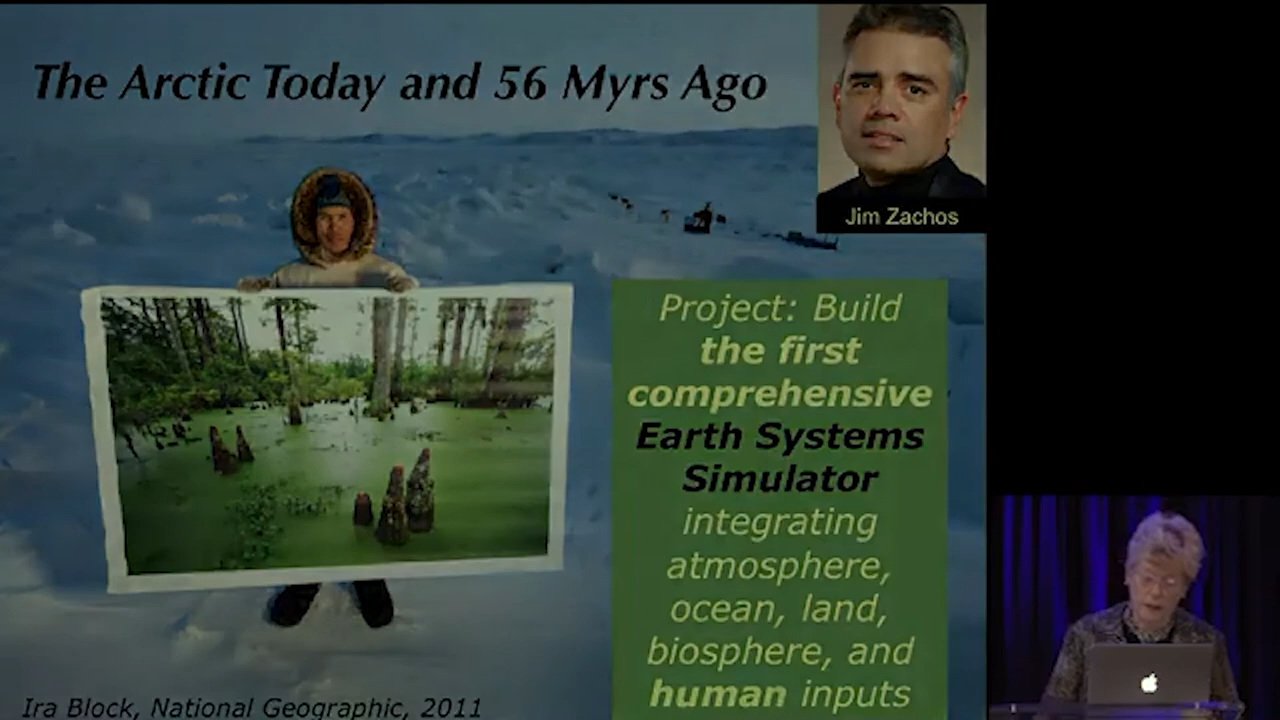 The Arctic Today and 56 Myrs Ago
Jim Zachos
Project: Build
the first
comprehensive
Earth Systems
Simulator
integrating
atmosphere,
ocean, land,
biosphere, and
human inputs
Ira Block, National Geographic, 2011